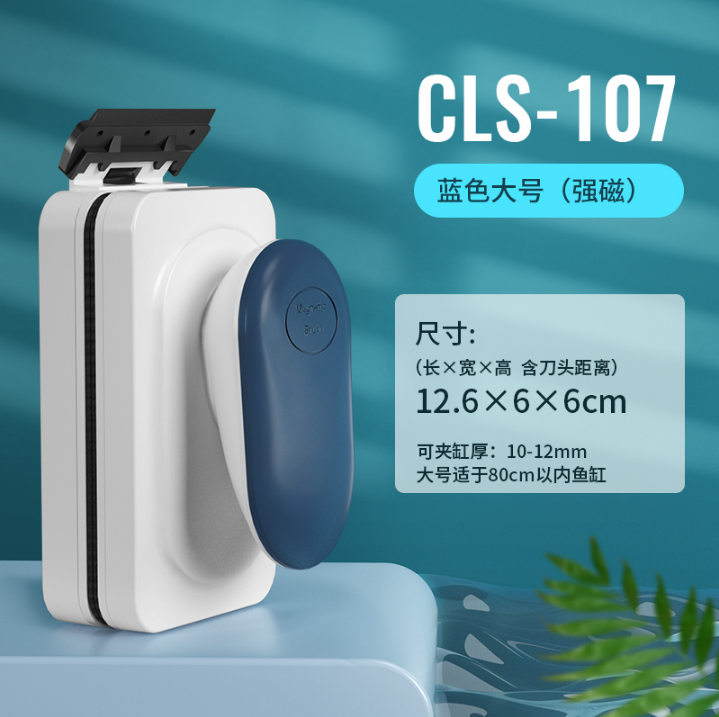 CLS-107
蓝色大号（强磁）
尺寸:
（长×宽×高 含刀头距离）
12.6×6×6cm
可夹缸厚：10-12mm
大号适于80cm以内鱼缸
Magnetic
Brush